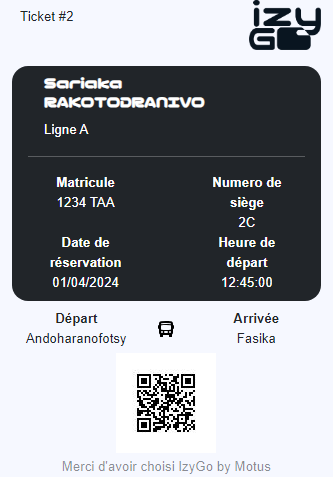 Ticket #2
izy
GO
Sariaka
RAKOTODRANIVO
Ligne A
Matricule
1234 TAA
Numero de
siège
2C
Date de
réservation
01/04/2024
Heure de
départ
12:45:00
Départ
Andoharanofotsy
Arrivée
Fasika
Merci d'avoir choisi IzyGo by Motus